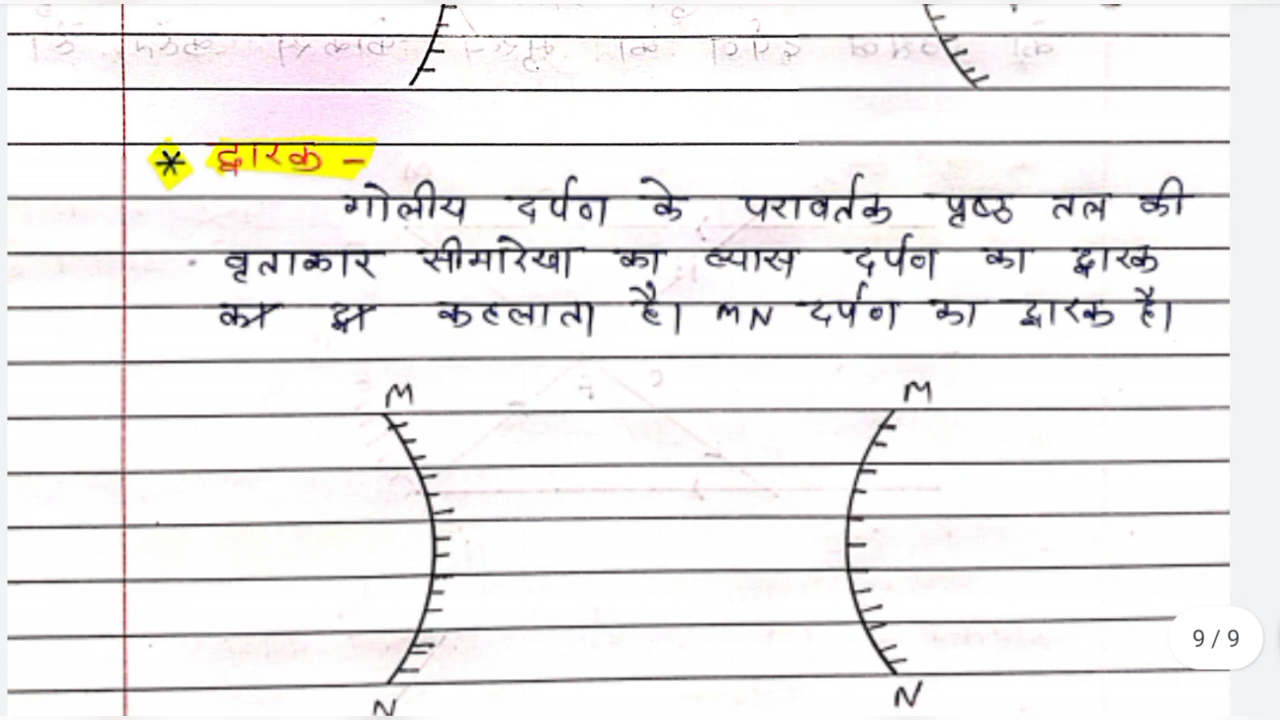 * द्वारक -
गोलीय दर्पण के परावर्तक पृष्ठ तल की
वृताकार सीमारेखा का व्यास दर्पण का द्वारक
का द्वा कहलाता है। MN दर्पण का द्वारक है।
M
M
N
N
9 / 9